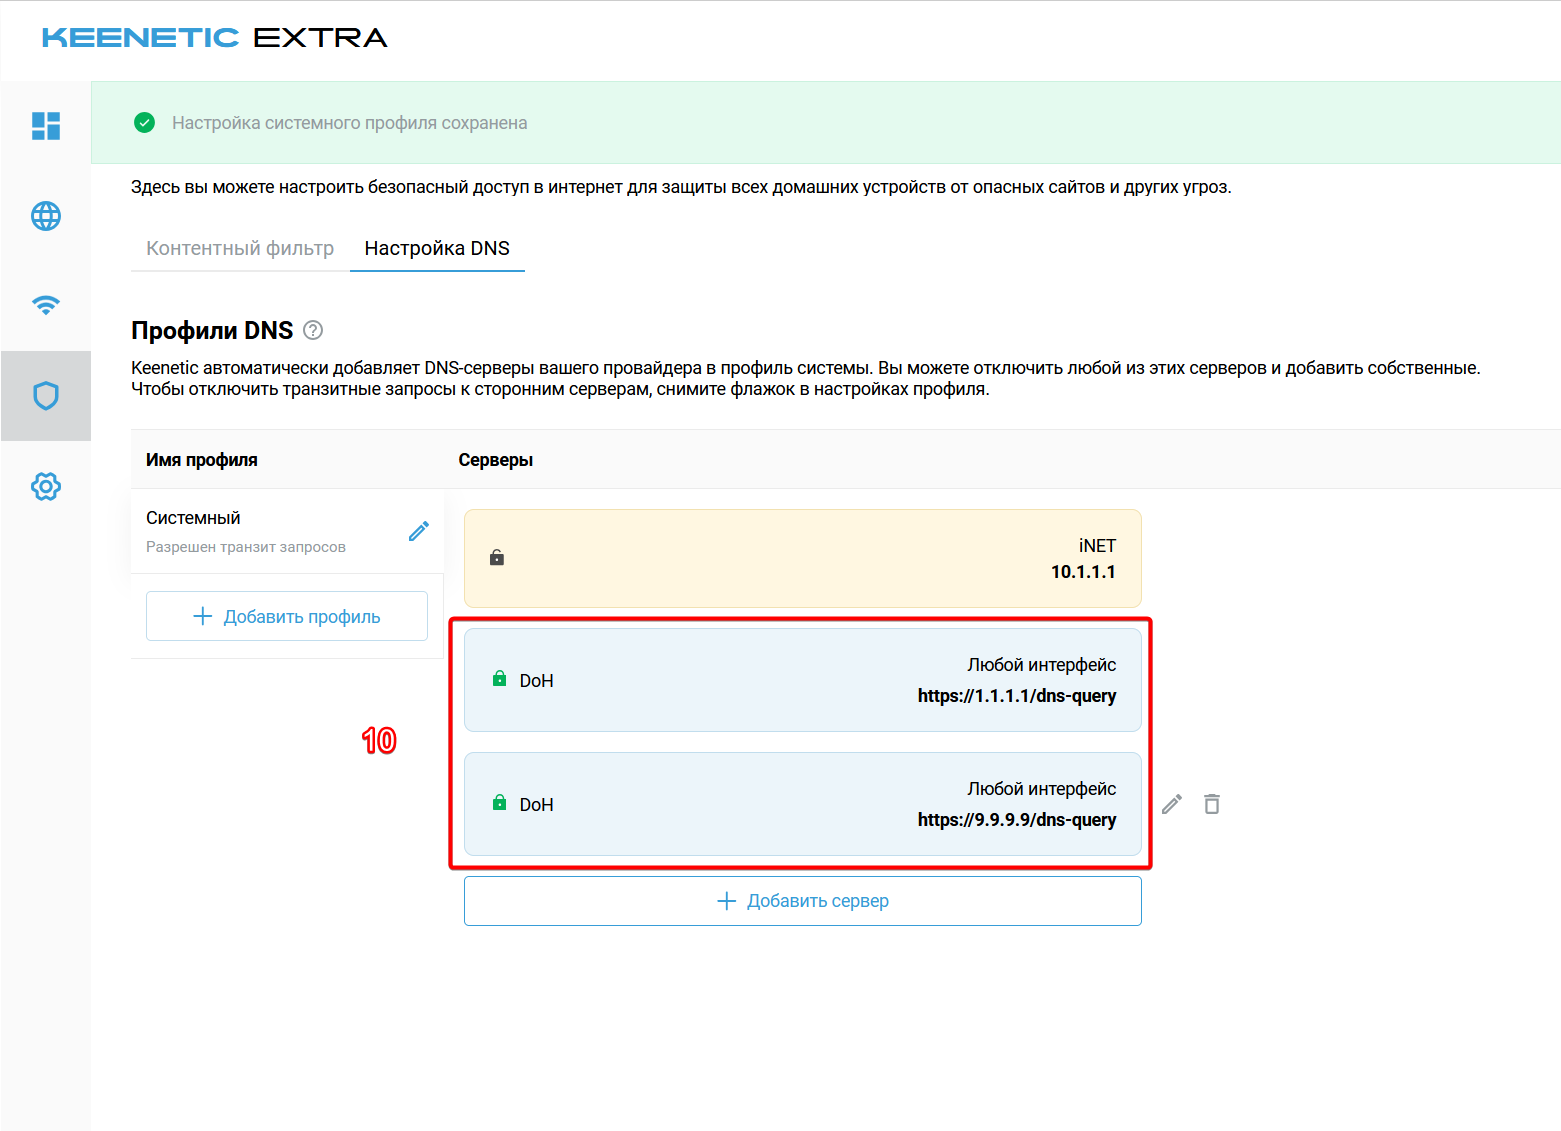 KEENETIC EXTRA
Настройка системного профиля сохранена
Здесь вы можете настроить безопасный доступ в интернет для защиты всех домашних устройств от опасных сайтов и других угроз.
Контентный фильтр Настройка DNS
Профили DNS ?
Keenetic автоматически добавляет DNS-серверы вашего провайдера в профиль системы. Вы можете отключить любой из этих серверов и добавить собственные.
Чтобы отключить транзитные запросы к сторонним серверам, снимите флажок в настройках профиля.
Имя профиля Серверы
Системный
Разрешен транзит запросов
+ Добавить профиль
iNET
10.1.1.1
DoH
Любой интерфейс
https://1.1.1.1/dns-query
10
DoH
Любой интерфейс
https://9.9.9.9/dns-query
+ Добавить сервер